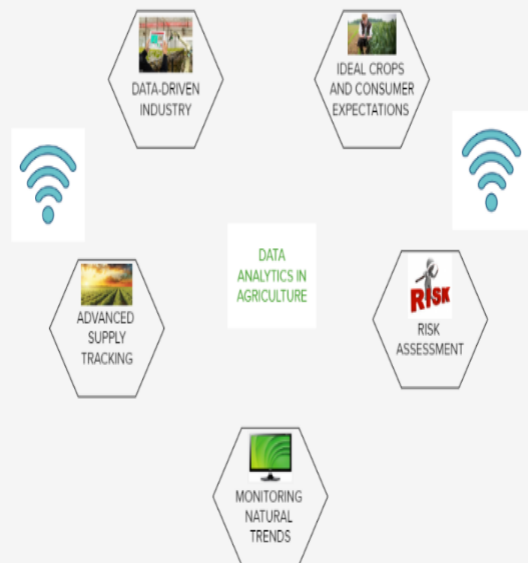 DATA-DRIVEN
INDUSTRY
IDEAL CROPS
AND CONSUMER
EXPECTATIONS
DATA
ANALYTICS IN
AGRICULTURE
ADVANCED
SUPPLY
TRACKING
RISK
RISK
ASSESSMENT
MONITORING
NATURAL
TRENDS